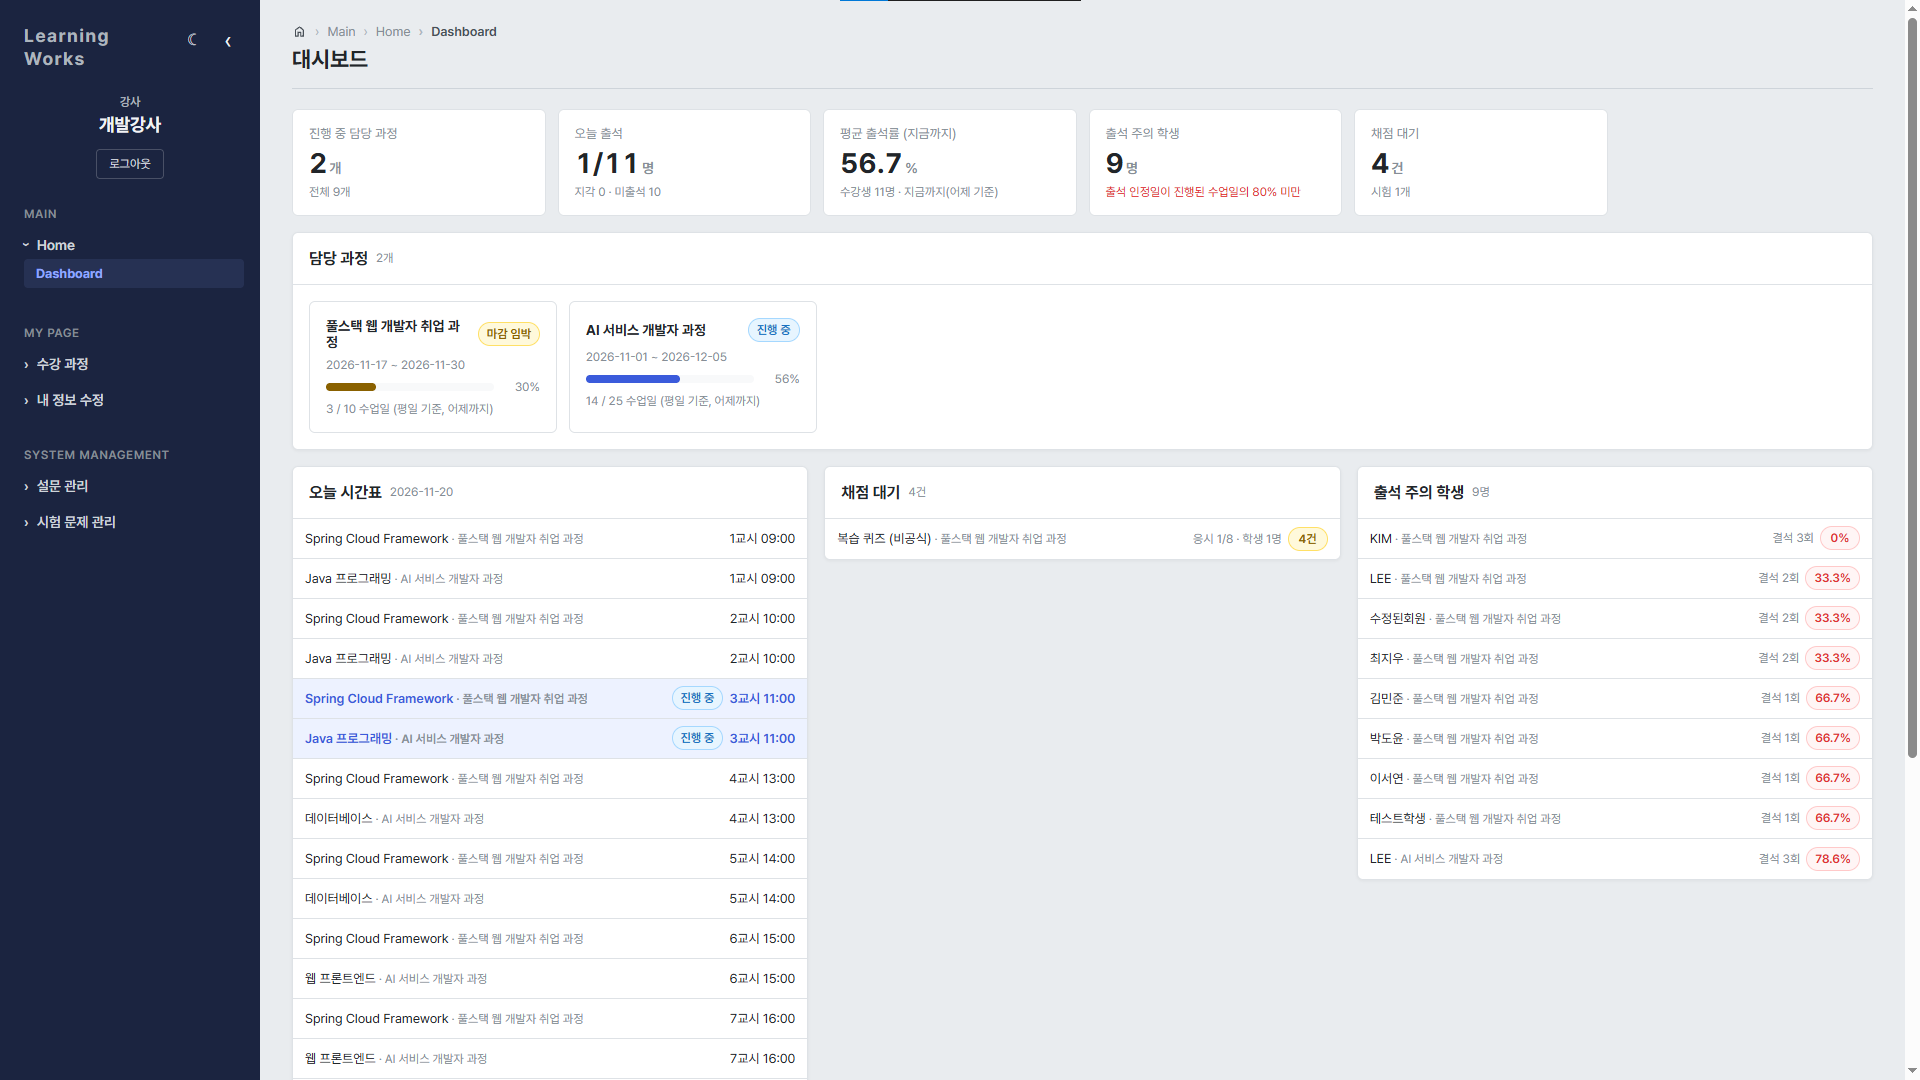 Learning
Works
강사
개발강사
로그아웃
MAIN
Home
Dashboard
MY PAGE
수강 과정
내 정보 수정
SYSTEM MANAGEMENT
설문 관리
시험 문제 관리
Main › Home › Dashboard
대시보드
진행 중 담당 과정
2개
전체 9개
오늘 출석
1/11명
지각 0 · 미출석 10
평균 출석률 (지금까지)
56.7%
수강생 11명 · 지금까지(어제 기준)
출석 주의 학생
9명
출석 인정일이 진행된 수업일의 80% 미만
채점 대기
4건
시험 1개
담당 과정 2개
풀스택 웹 개발자 취업 과
정
마감 임박
2026-11-17 ~ 2026-11-30
30%
3 / 10 수업일 (평일 기준, 어제까지)
AI 서비스 개발자 과정 진행 중
2026-11-01 ~ 2026-12-05
56%
14 / 25 수업일 (평일 기준, 어제까지)
오늘 시간표 2026-11-20
Spring Cloud Framework · 풀스택 웹 개발자 취업 과정 1교시 09:00
Java 프로그래밍 · AI 서비스 개발자 과정 1교시 09:00
Spring Cloud Framework · 풀스택 웹 개발자 취업 과정 2교시 10:00
Java 프로그래밍 · AI 서비스 개발자 과정 2교시 10:00
Spring Cloud Framework · 풀스택 웹 개발자 취업 과정 진행 중 3교시 11:00
Java 프로그래밍 · AI 서비스 개발자 과정 진행 중 3교시 11:00
Spring Cloud Framework · 풀스택 웹 개발자 취업 과정 4교시 13:00
데이터베이스 · AI 서비스 개발자 과정 4교시 13:00
Spring Cloud Framework · 풀스택 웹 개발자 취업 과정 5교시 14:00
데이터베이스 · AI 서비스 개발자 과정 5교시 14:00
Spring Cloud Framework · 풀스택 웹 개발자 취업 과정 6교시 15:00
웹 프론트엔드 · AI 서비스 개발자 과정 6교시 15:00
Spring Cloud Framework · 풀스택 웹 개발자 취업 과정 7교시 16:00
웹 프론트엔드 · AI 서비스 개발자 과정 7교시 16:00
채점 대기 4건
복습 퀴즈 (비공식) · 풀스택 웹 개발자 취업 과정 응시 1/8 · 학생 1명 4건
출석 주의 학생 9명
KIM · 풀스택 웹 개발자 취업 과정 결석 3회 0%
LEE · 풀스택 웹 개발자 취업 과정 결석 2회 33.3%
수정된회원 · 풀스택 웹 개발자 취업 과정 결석 2회 33.3%
최지우 · 풀스택 웹 개발자 취업 과정 결석 2회 33.3%
김민준 · 풀스택 웹 개발자 취업 과정 결석 1회 66.7%
박도윤 · 풀스택 웹 개발자 취업 과정 결석 1회 66.7%
이서연 · 풀스택 웹 개발자 취업 과정 결석 1회 66.7%
테스트학생 · 풀스택 웹 개발자 취업 과정 결석 1회 66.7%
LEE · AI 서비스 개발자 과정 결석 3회 78.6%